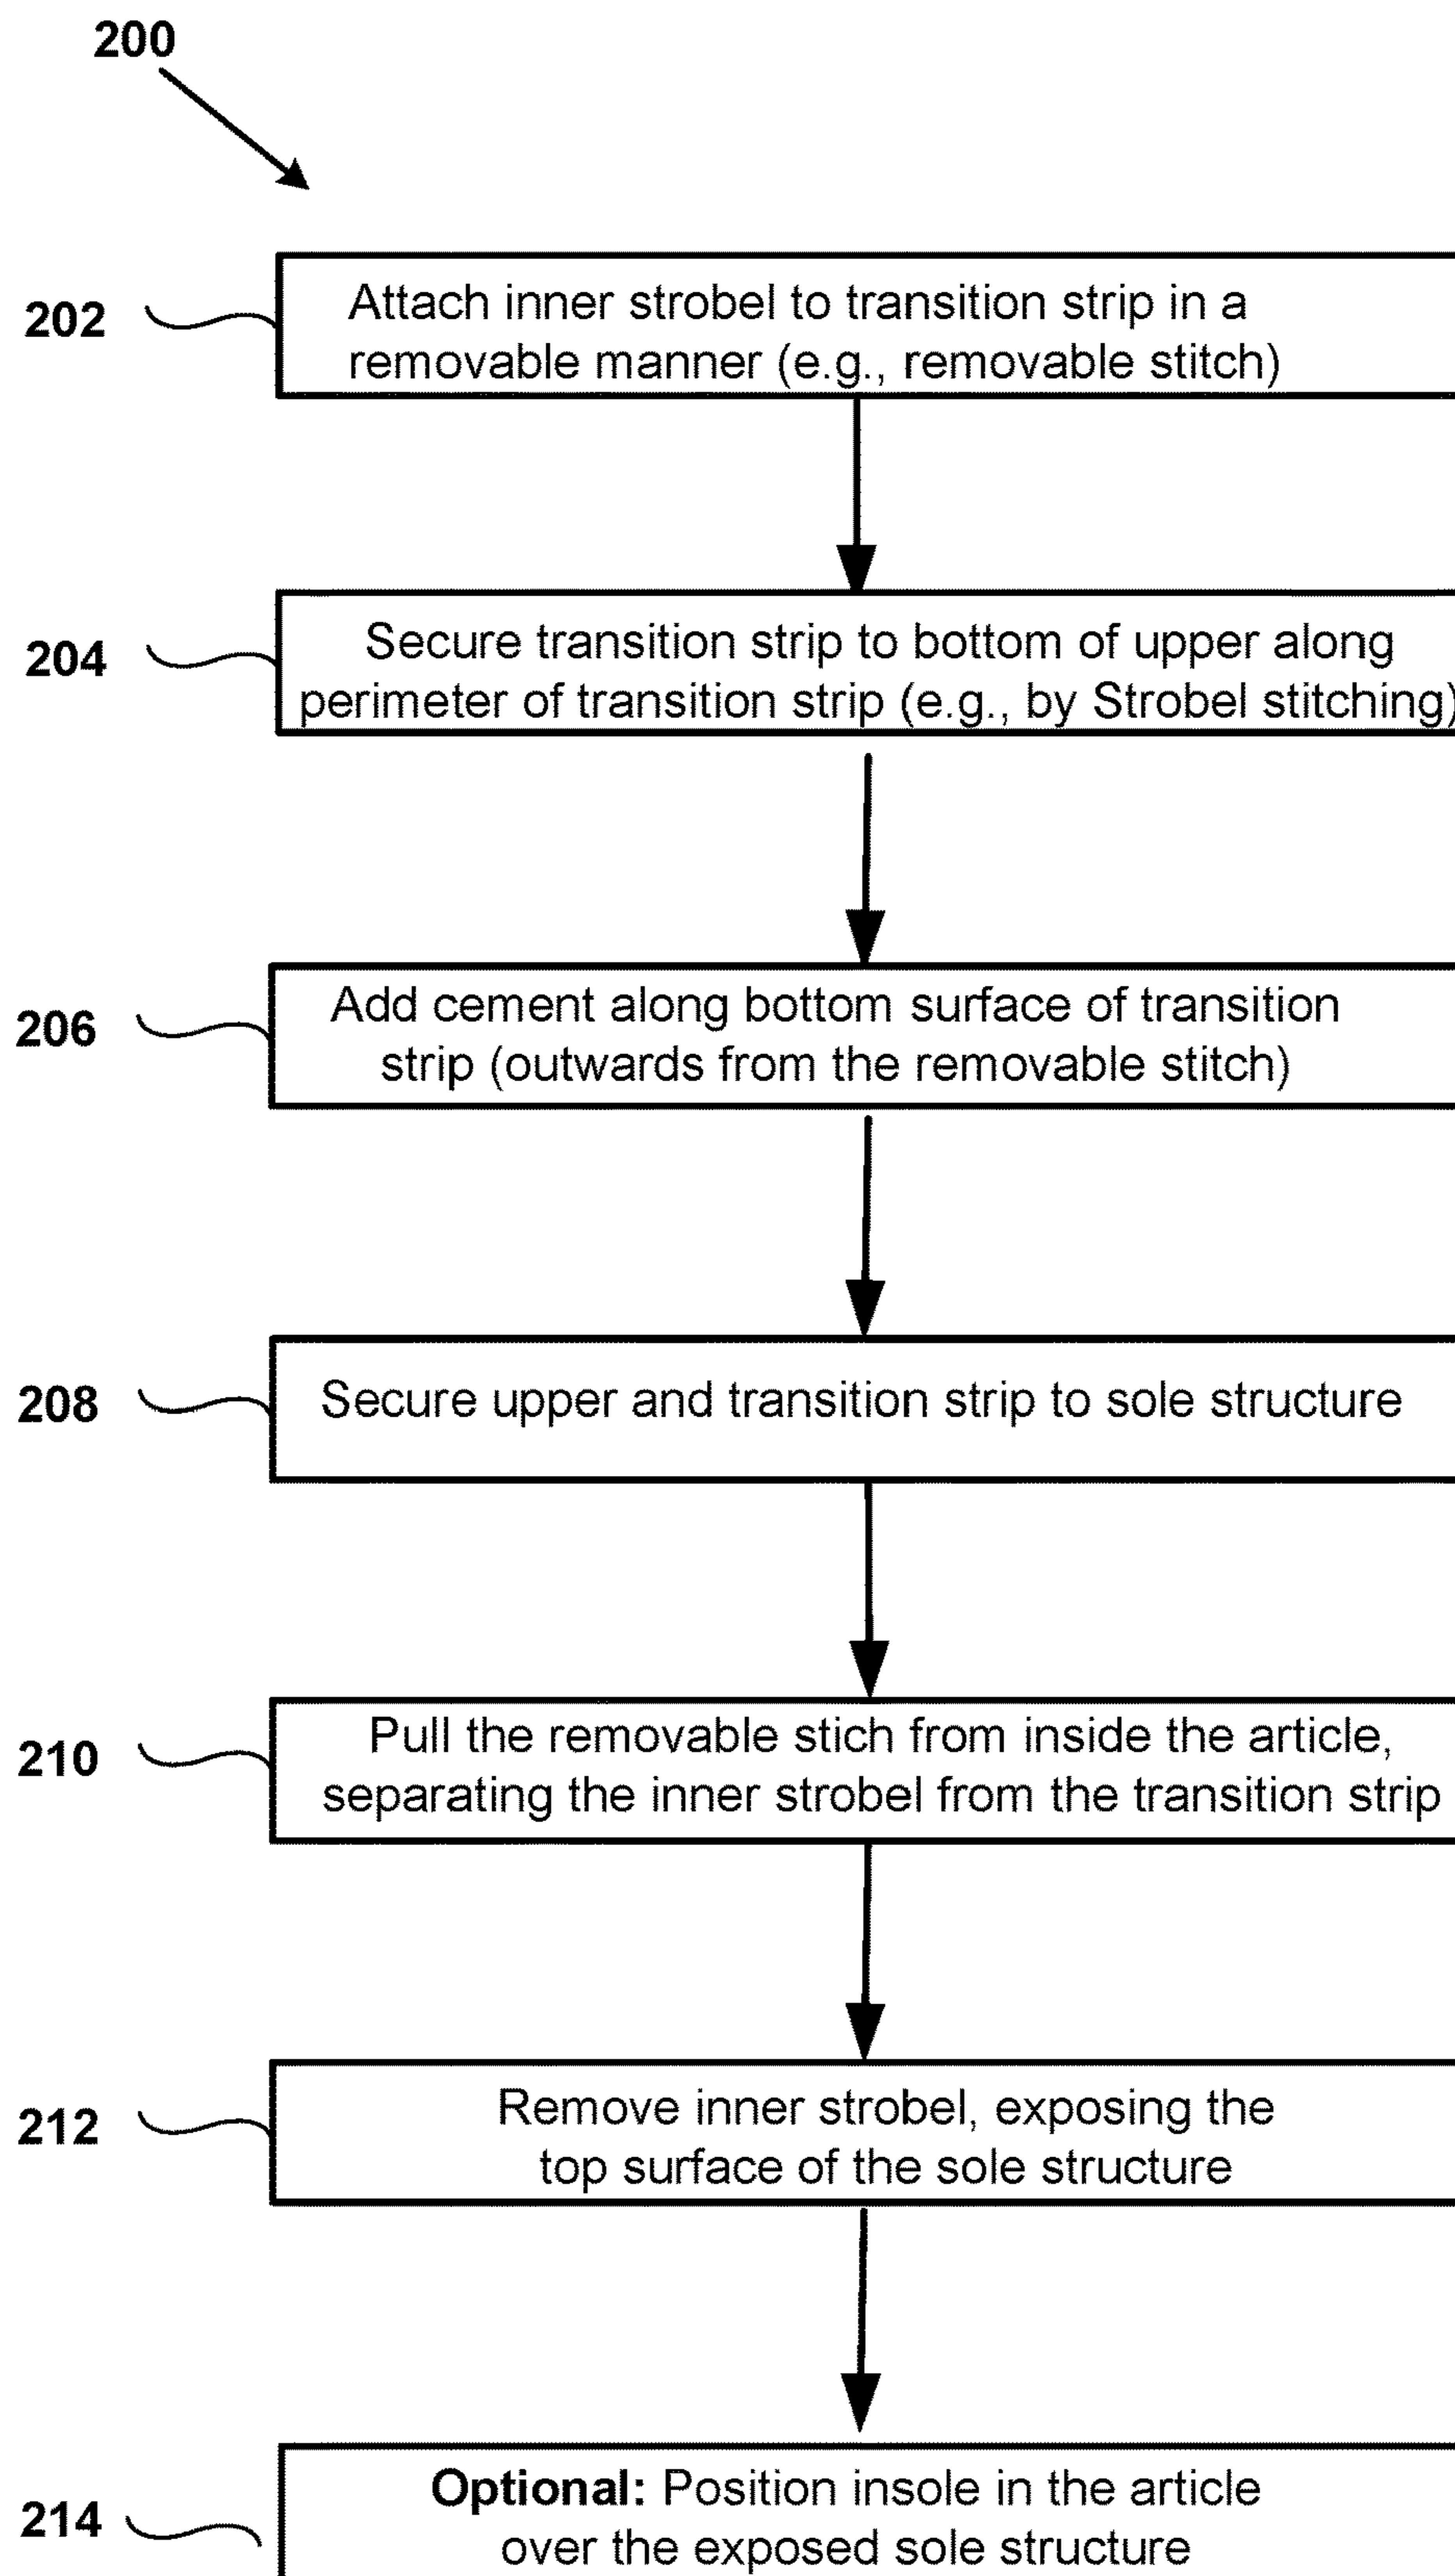 200
202
Attach inner strobel to transition strip in a
removable manner (e.g., removable stitch)
204
Secure transition strip to bottom of upper along
perimeter of transition strip (e.g., by Strobel stitching)
206
Add cement along bottom surface of transition
strip (outwards from the removable stitch)
208
Secure upper and transition strip to sole structure
210
Pull the removable stich from inside the article,
separating the inner strobel from the transition strip
212
Remove inner strobel, exposing the
top surface of the sole structure
214
Optional: Position insole in the article
over the exposed sole structure